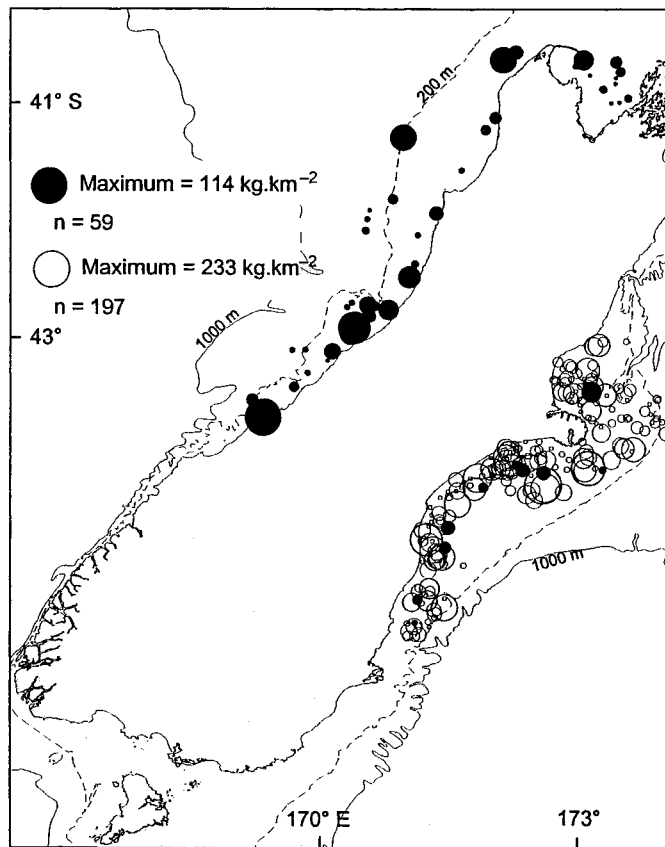 200 m
41° S
Maximum = 114 kg.km⁻²
n = 59
Maximum = 233 kg.km⁻²
n = 197
1000 m
43°
1000 m
170° E
173°